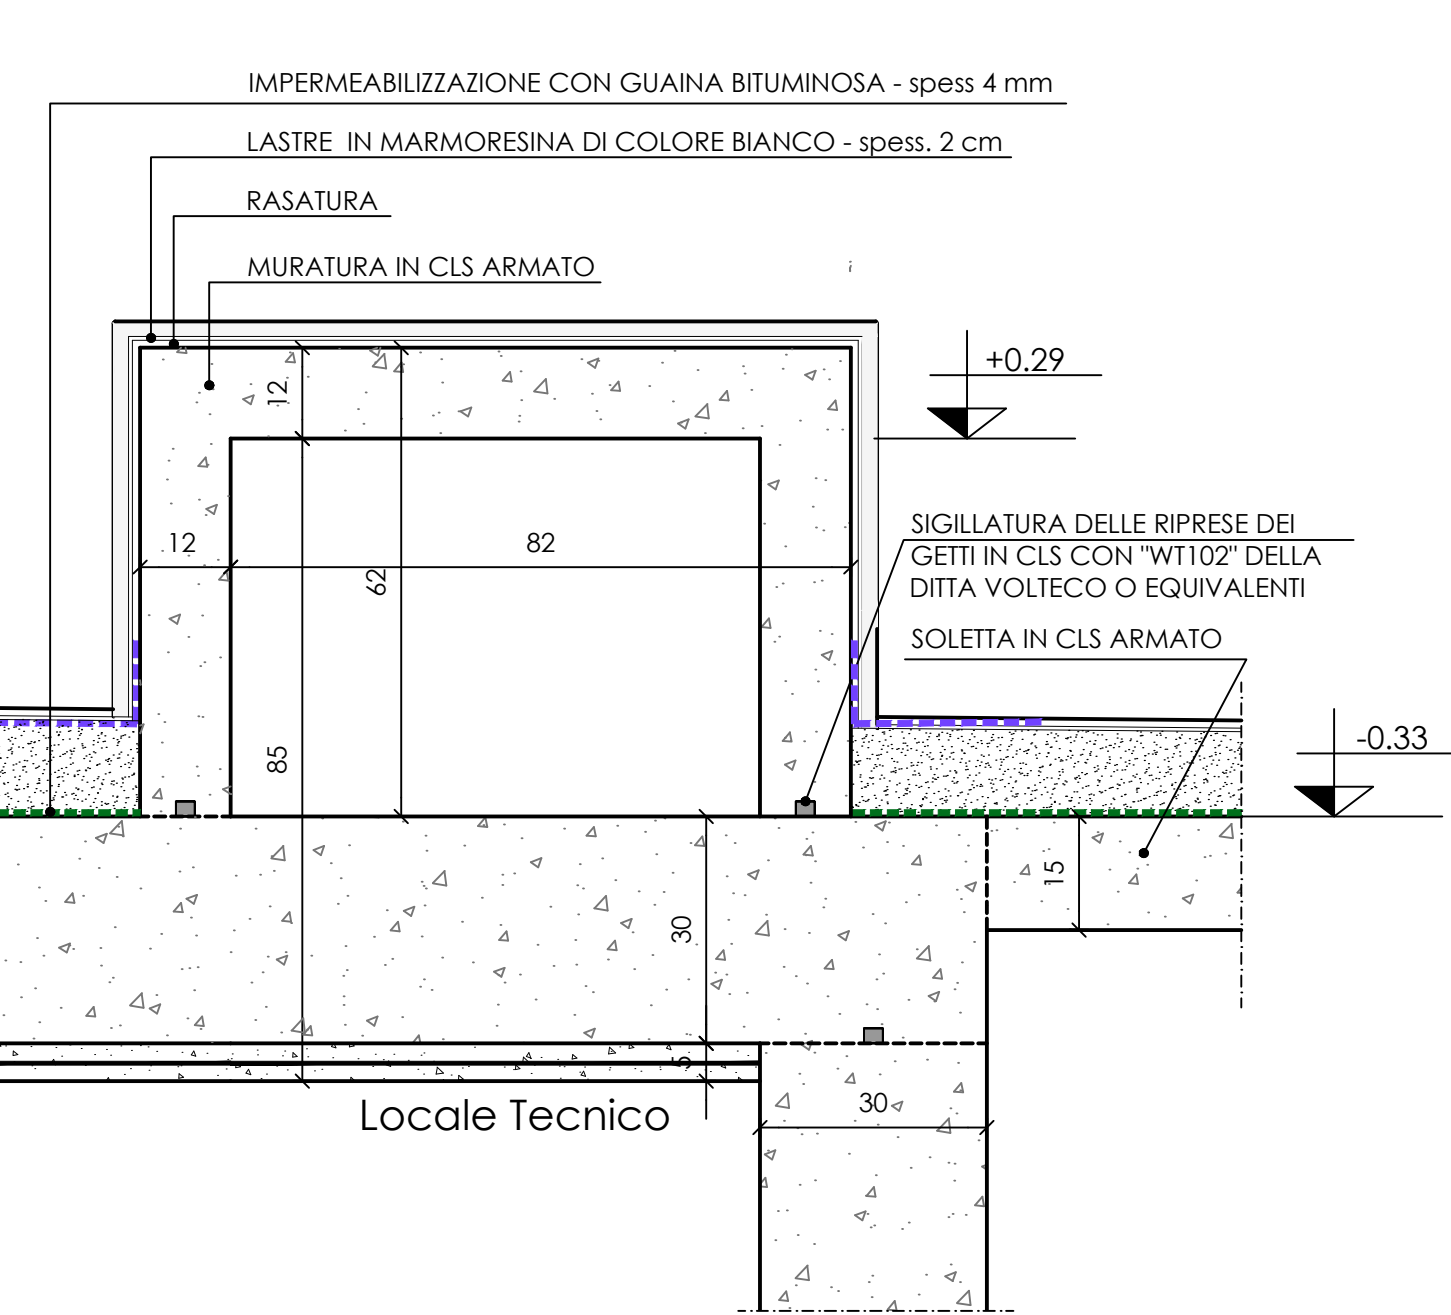 IMPERMEABILIZZAZIONE CON GUAINA BITUMINOSA - spess 4 mm
LASTRE IN MARMORESINA DI COLORE BIANCO - spess. 2 cm
RASATURA
MURATURA IN CLS ARMATO
i
+0.29
12
SIGILLATURA DELLE RIPRESE DEI
GETTI IN CLS CON "WT102" DELLA
DITTA VOLTECO O EQUIVALENTI
12
82
62
SOLETTA IN CLS ARMATO
-0.33
85
15
30
5
30
Locale Tecnico